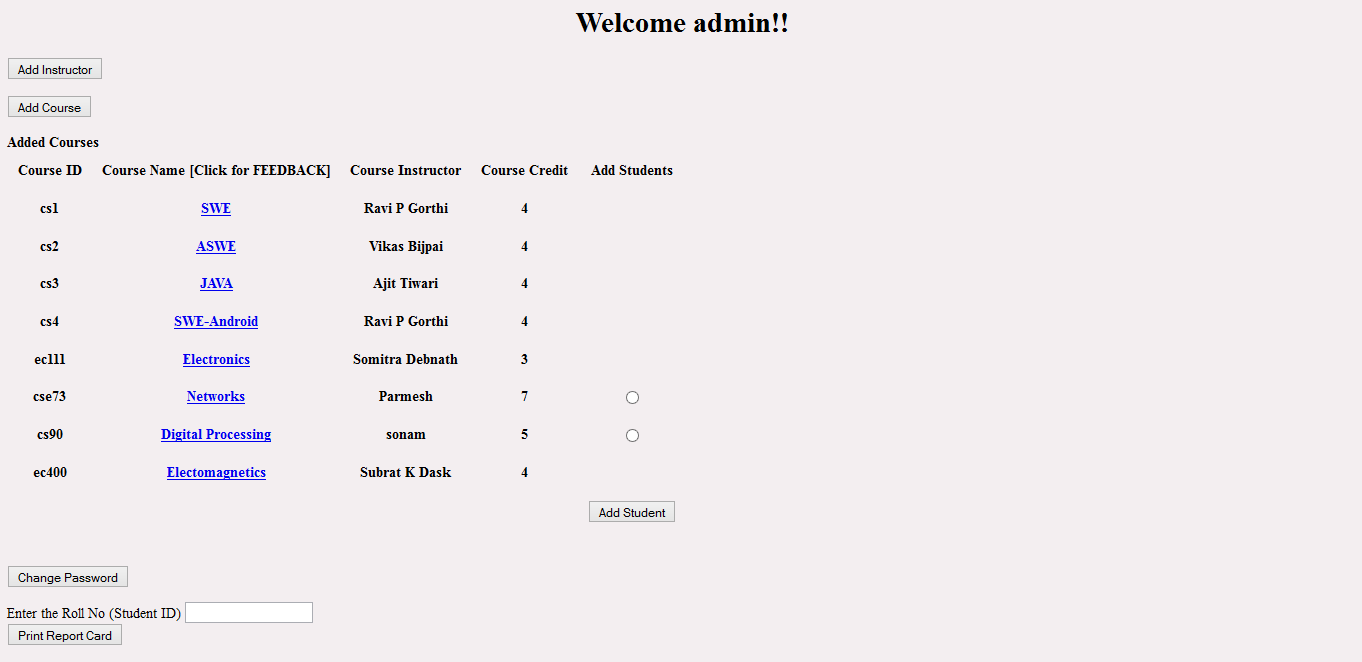 Welcome admin!!
Add Instructor
Add Course
Added Courses
Course ID Course Name [Click for FEEDBACK] Course Instructor Course Credit Add Students
cs1 SWE Ravi P Gorthi 4
cs2 ASWE Vikas Bijpai 4
cs3 JAVA Ajit Tiwari 4
cs4 SWE-Android Ravi P Gorthi 4
ec111 Electronics Somitra Debnath 3
cse73 Networks Parmesh 7
cs90 Digital Processing sonam 5
ec400 Electomagnetics Subrat K Dask 4
Add Student
Change Password
Enter the Roll No (Student ID)
Print Report Card